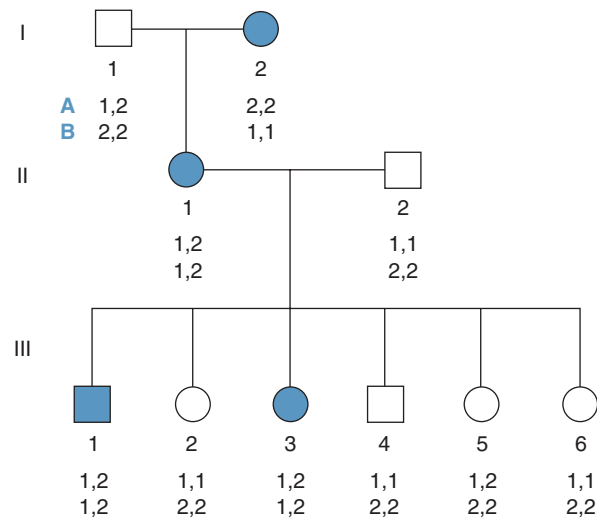 I
1 2
A 1,2 2,2
B 2,2 1,1
II
1 2
1,2 1,1
1,2 2,2
III
1 2 3 4 5 6
1,2 1,1 1,2 1,1 1,2 1,1
1,2 2,2 1,2 2,2 2,2 2,2